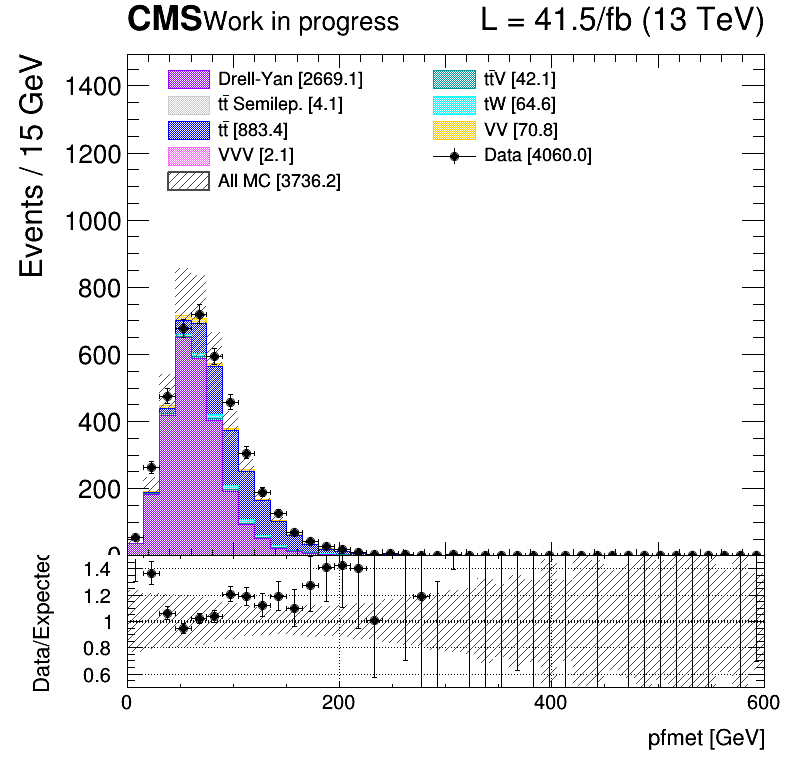 CMS Work in progress L = 41.5/fb (13 TeV)
Events / 15 GeV
1400
1200
1000
800
600
400
200
0
Drell-Yan [2669.1]
tt̄ Semilep. [4.1]
tt̄ [883.4]
VVV [2.1]
All MC [3736.2]
tt̄V [42.1]
tW [64.6]
VV [70.8]
Data [4060.0]
Data/Expected
1.4
1.2
1
0.8
0.6
0 200 400 600
pfmet [GeV]